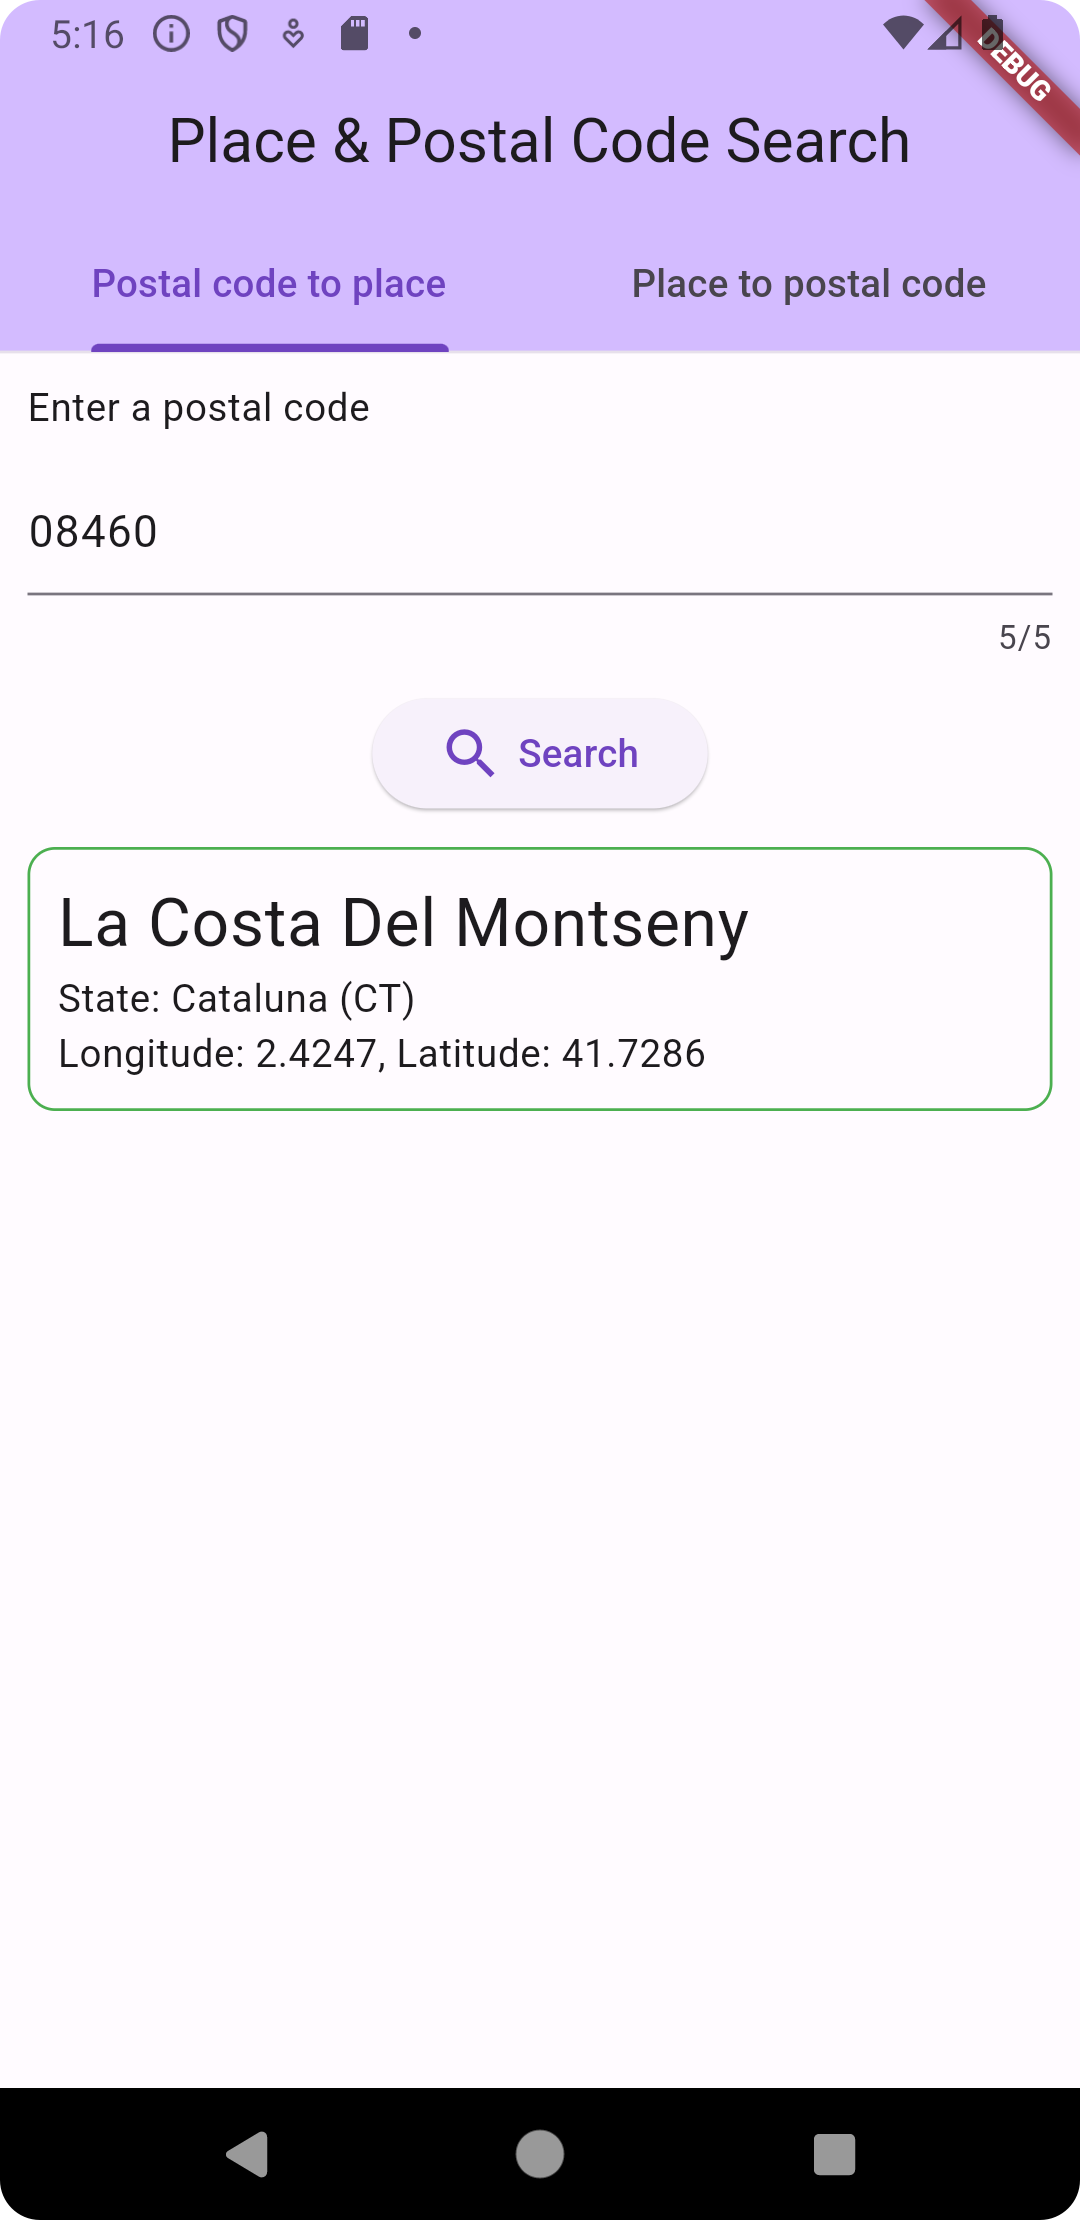 5:16
DEBUG
Place & Postal Code Search
Postal code to place
Place to postal code
Enter a postal code
08460
5/5
Search
La Costa Del Montseny
State: Cataluna (CT)
Longitude: 2.4247, Latitude: 41.7286